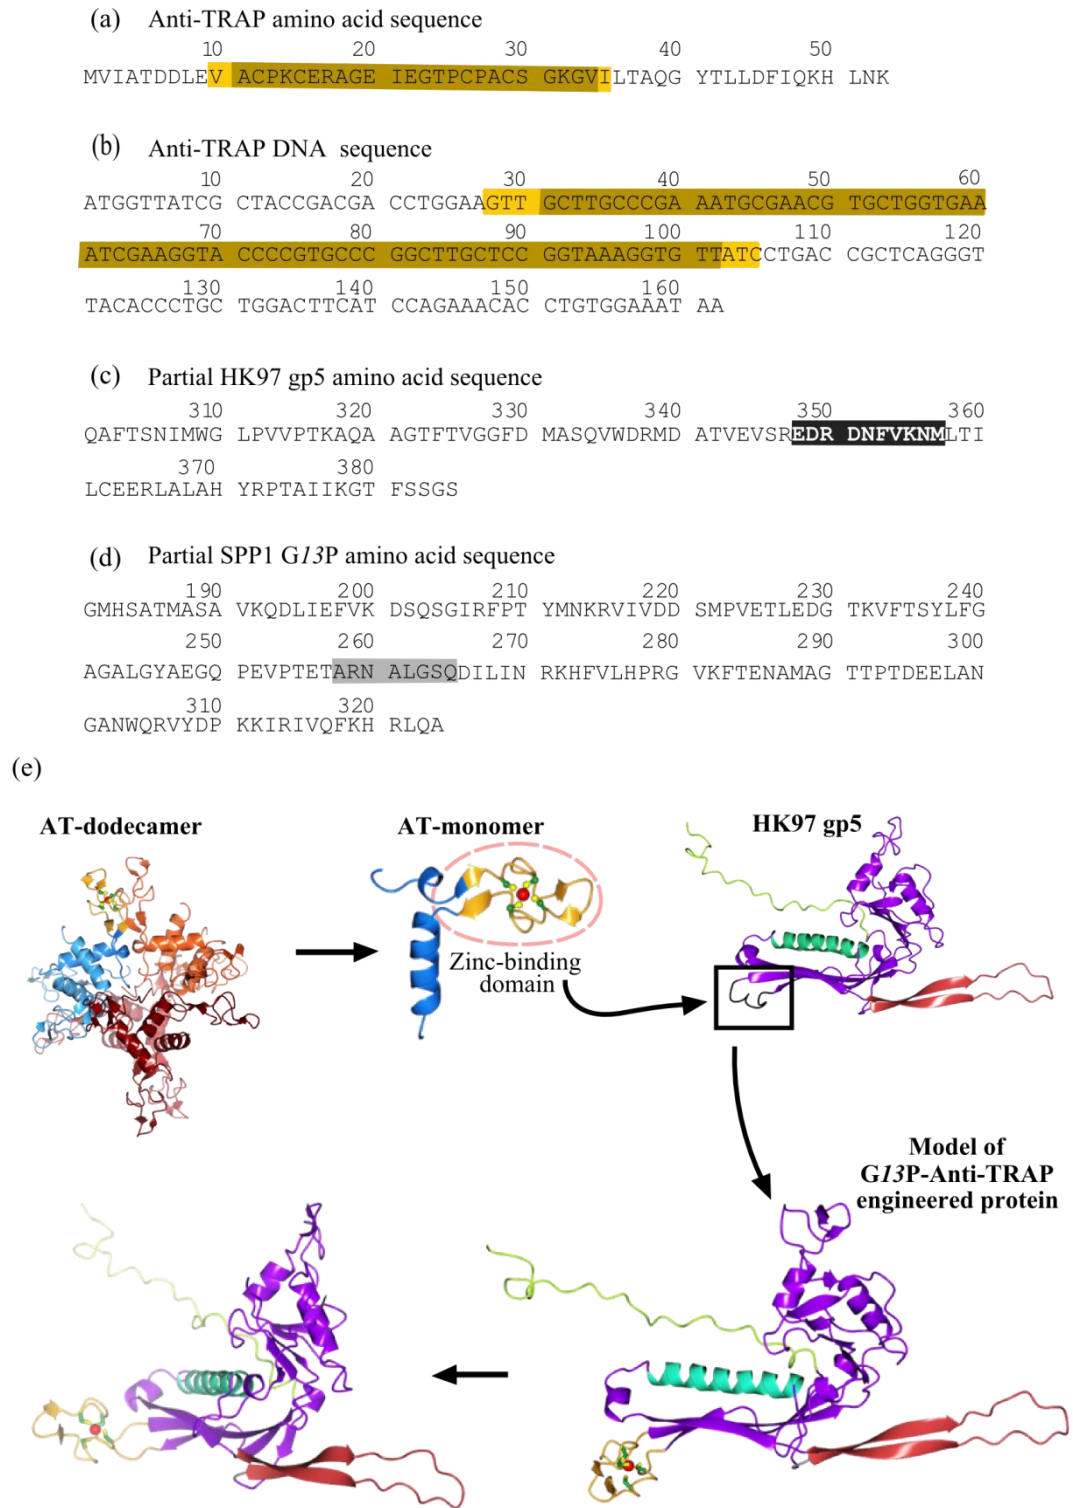 (a) Anti-TRAP amino acid sequence
10 20 30 40 50
MVIATDDLEV ACPKCERAGE IEGTPCPACS GKGVILTAQG YTLLDFIQKH LNK
(b) Anti-TRAP DNA sequence
10 20 30 40 50 60
ATGGTTATCG CTACCGACGA CCTGGAAGTT GCTTGCCCGA AATGCGAACG TGCTGGTGAA
70 80 90 100 110 120
ATCGAAGGTA CCCCGTGCCC GGCTTGCTCC GGTAAAGGTG TTATCCTGAC CGCTCAGGGT
130 140 150 160
TACACCCTGC TGGACTTCAT CCAGAAACAC CTGTGGAAAT AA
(c) Partial HK97 gp5 amino acid sequence
310 320 330 340 350 360
QAFTSNIMWG LPVVPTKAQA AGTFTVGGFD MASQVWDRMD ATVEVSREDR DNFVKNMLTI
370 380
LCEERLALAH YRPTAIIKGT FSSGS
(d) Partial SPP1 G13P amino acid sequence
190 200 210 220 230 240
GMHSATMASA VKQDLIEFVK DSQSGIRFPT YMNKRVIVDD SMPVETLEDG TKVFTSYLFG
250 260 270 280 290 300
AGALGYAEGQ PEVPTETARN ALGSQDILIN RKHFVLHPRG VKFTENAMAG TTPTDEELAN
310 320
GANWQRVYDP KKIRIVQFKH RLQA
(e)
AT-dodecamer
AT-monomer
HK97 gp5
Zinc-binding
domain
Model of
G13P-Anti-TRAP
engineered protein